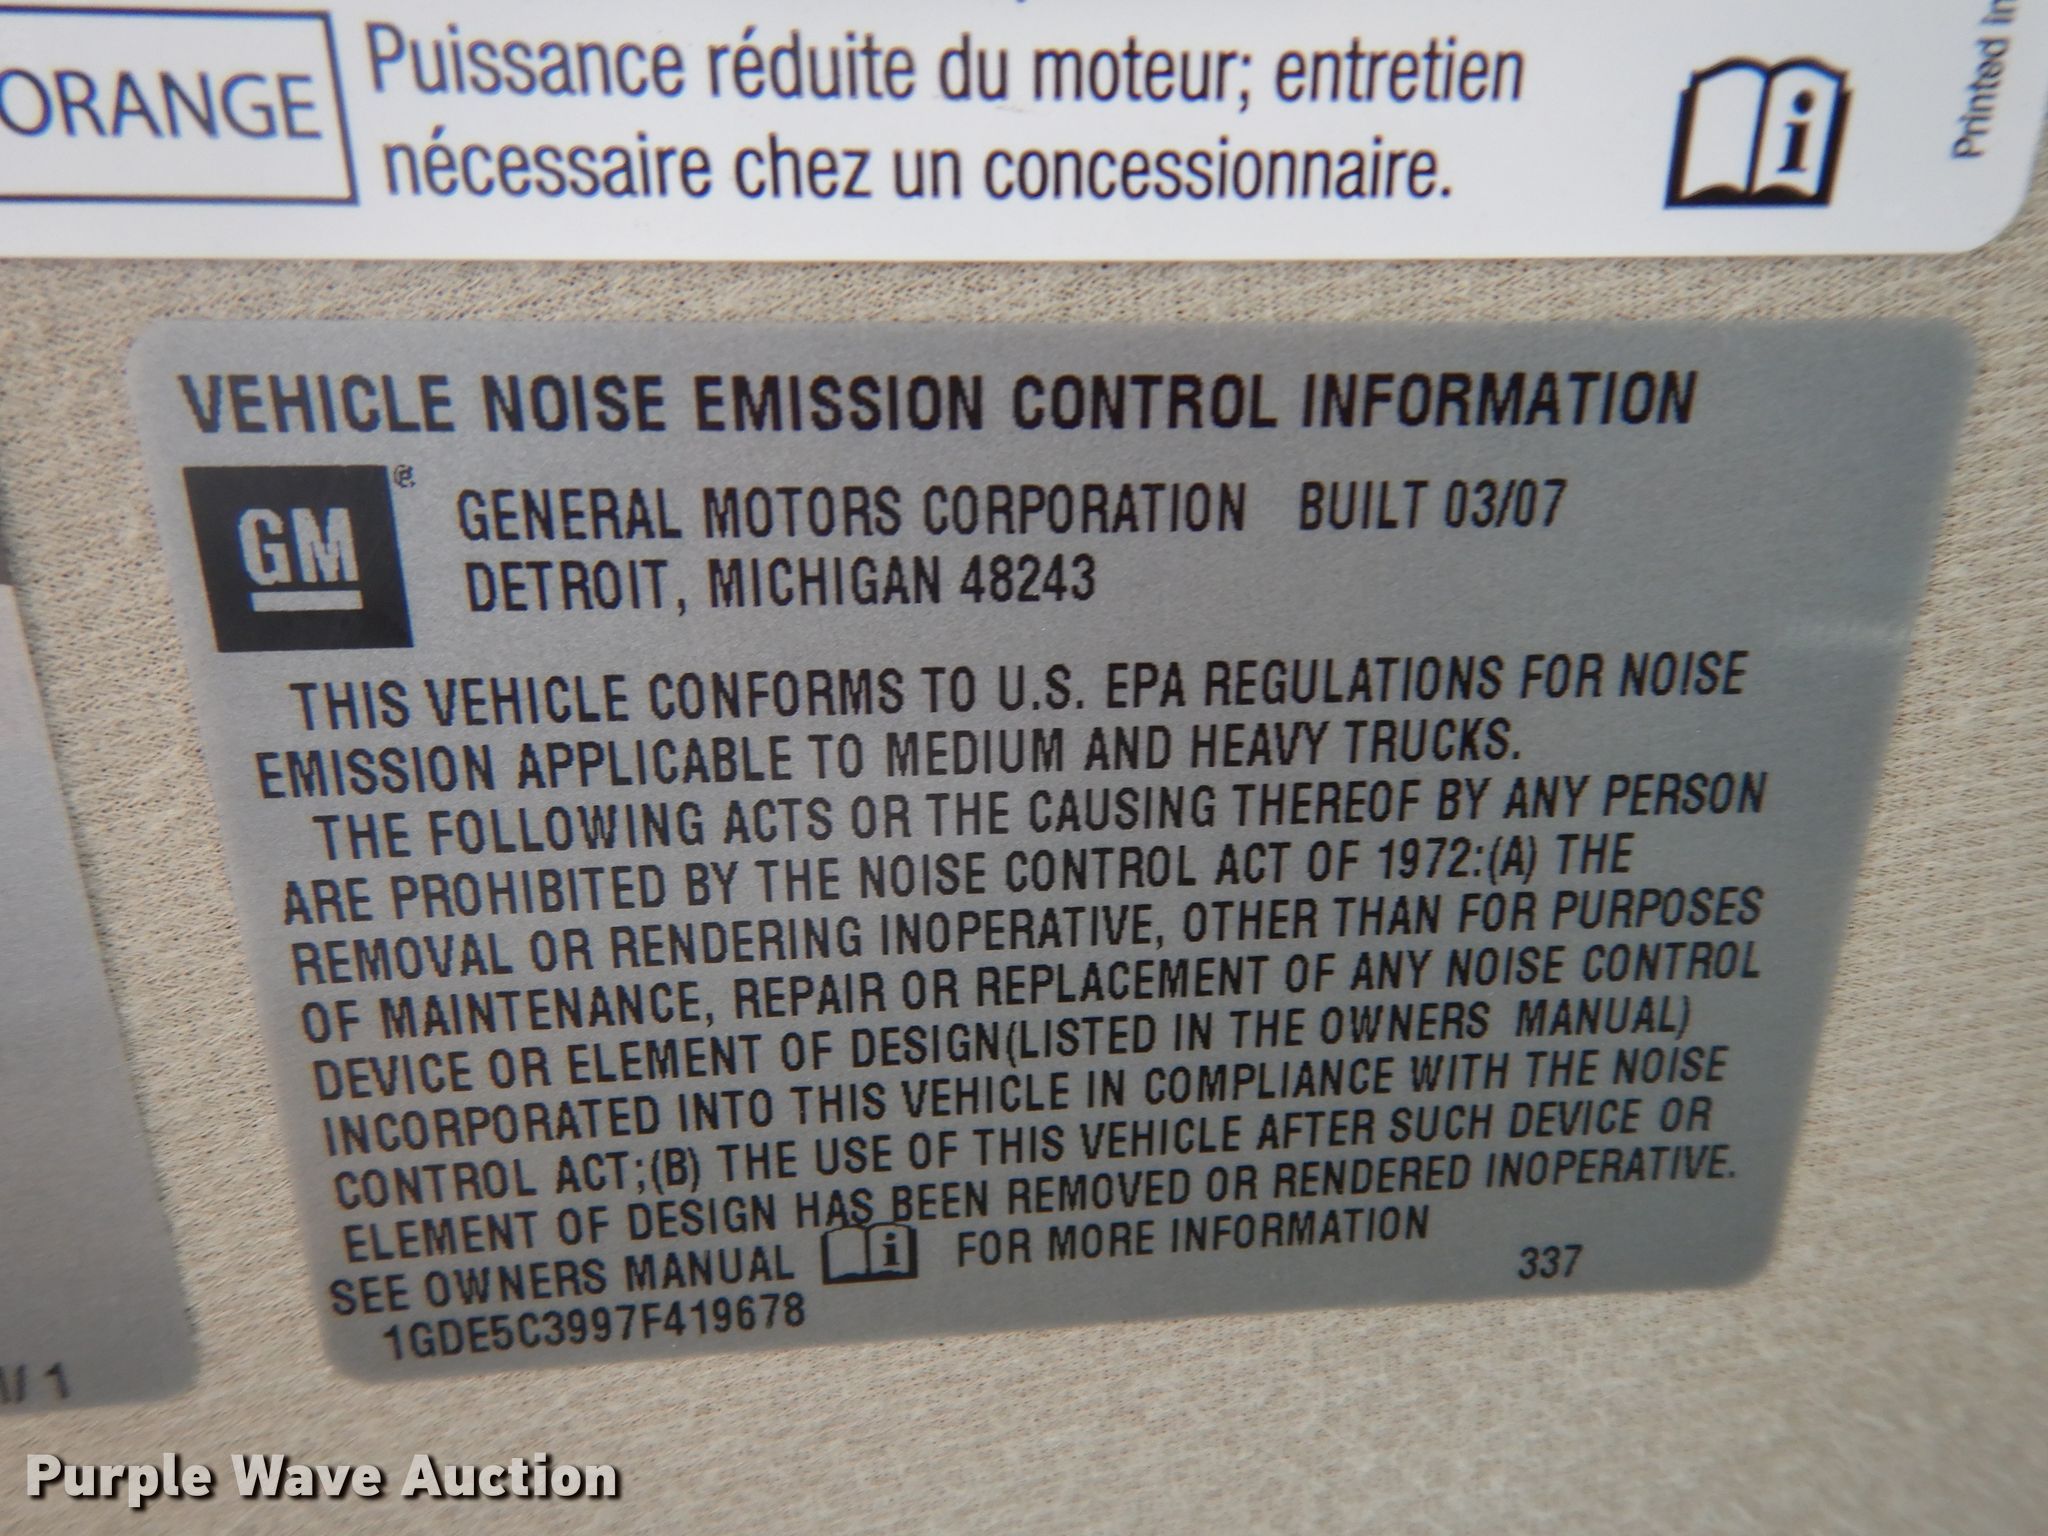 ORANGE
Puissance réduite du moteur; entretien
nécessaire chez un concessionnaire.
Printed in
VEHICLE NOISE EMISSION CONTROL INFORMATION
GM®
GENERAL MOTORS CORPORATION BUILT 03/07
DETROIT, MICHIGAN 48243
THIS VEHICLE CONFORMS TO U.S. EPA REGULATIONS FOR NOISE
EMISSION APPLICABLE TO MEDIUM AND HEAVY TRUCKS.
THE FOLLOWING ACTS OR THE CAUSING THEREOF BY ANY PERSON
ARE PROHIBITED BY THE NOISE CONTROL ACT OF 1972:(A) THE
REMOVAL OR RENDERING INOPERATIVE, OTHER THAN FOR PURPOSES
OF MAINTENANCE, REPAIR OR REPLACEMENT OF ANY NOISE CONTROL
DEVICE OR ELEMENT OF DESIGN(LISTED IN THE OWNERS MANUAL)
INCORPORATED INTO THIS VEHICLE IN COMPLIANCE WITH THE NOISE
CONTROL ACT;(B) THE USE OF THIS VEHICLE AFTER SUCH DEVICE OR
ELEMENT OF DESIGN HAS BEEN REMOVED OR RENDERED INOPERATIVE.
SEE OWNERS MANUAL i FOR MORE INFORMATION
337
1GDE5C3997F419678
/ 1
Purple Wave Auction